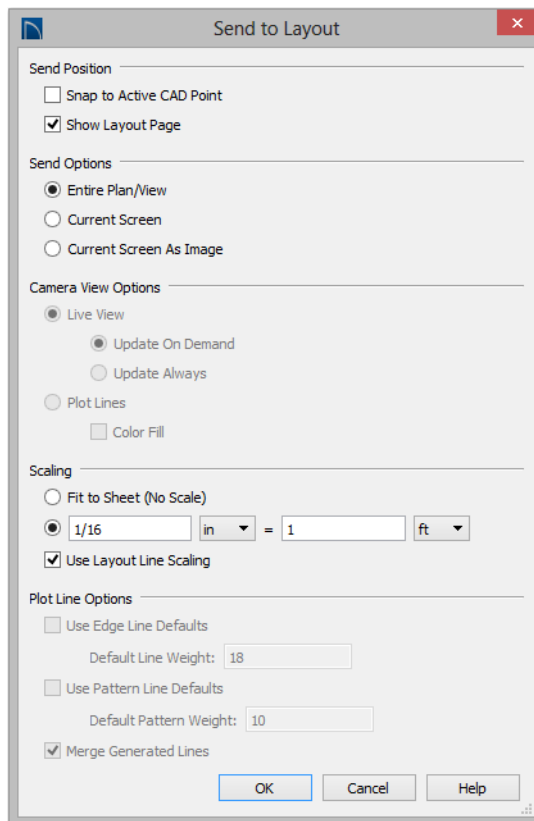 Send to Layout
Send Position
Snap to Active CAD Point
Show Layout Page
Send Options
Entire Plan/View
Current Screen
Current Screen As Image
Camera View Options
Live View
Update On Demand
Update Always
Plot Lines
Color Fill
Scaling
Fit to Sheet (No Scale)
1/16 in = 1 ft
Use Layout Line Scaling
Plot Line Options
Use Edge Line Defaults
Default Line Weight: 18
Use Pattern Line Defaults
Default Pattern Weight: 10
Merge Generated Lines
OK Cancel Help